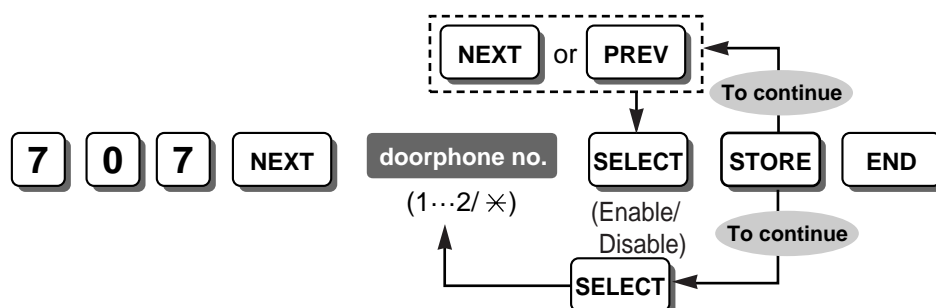 NEXT or PREV
To continue
7 0 7 NEXT doorphone no. SELECT STORE END
(1···2/ ✳)
(Enable/
Disable)
To continue
SELECT